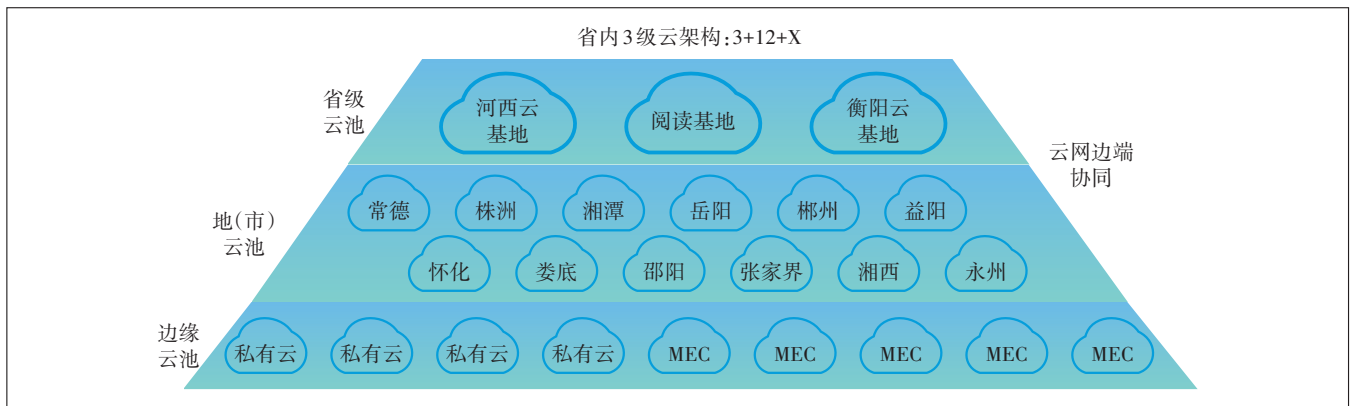 省内3级云架构:3+12+X
省级
云池
河西云
基地
阅读基地
衡阳云
基地
云网边端
协同
地(市)
云池
常德
株洲
湘潭
岳阳
郴州
益阳
怀化
娄底
邵阳
张家界
湘西
永州
边缘
云池
私有云
私有云
私有云
私有云
MEC
MEC
MEC
MEC
MEC